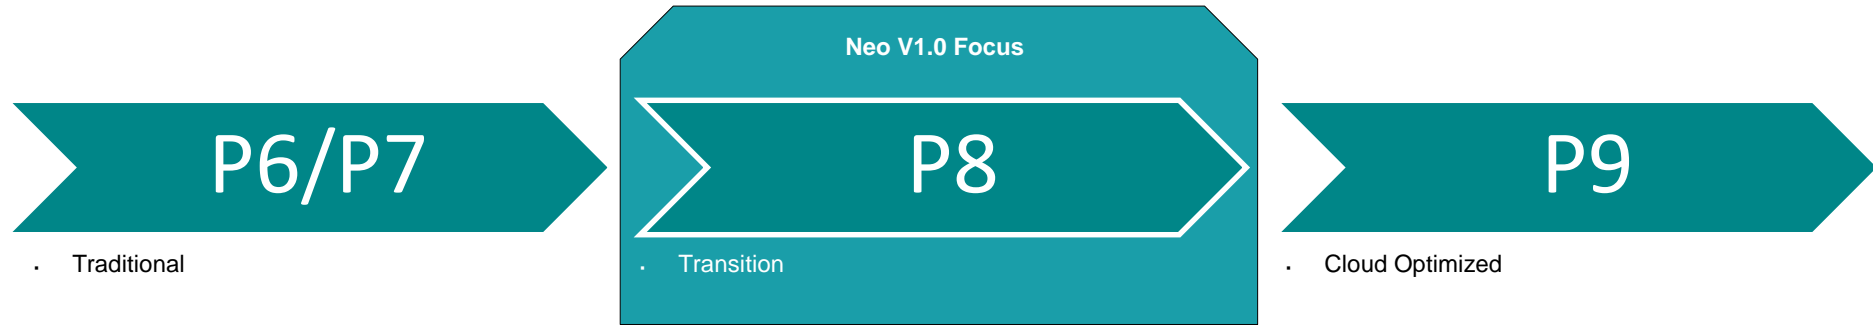 Neo V1.0 Focus
P6/P7
P8
P9
▪ Traditional
▪ Transition
▪ Cloud Optimized